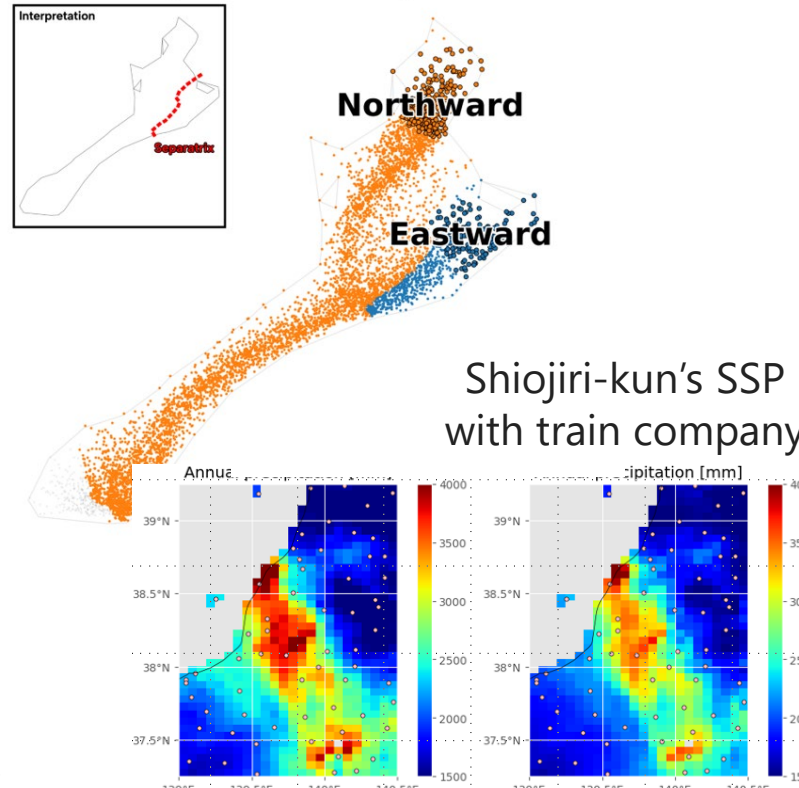 Interpretation
Separatrix
Northward
Eastward
Shiojiri-kun's SSP
with train company
[mm]
4000
3500
3000
2500
2000
1500
39°N
38.5°N
38°N
37.5°N
39°N
38.5°N
38°N
37.5°N